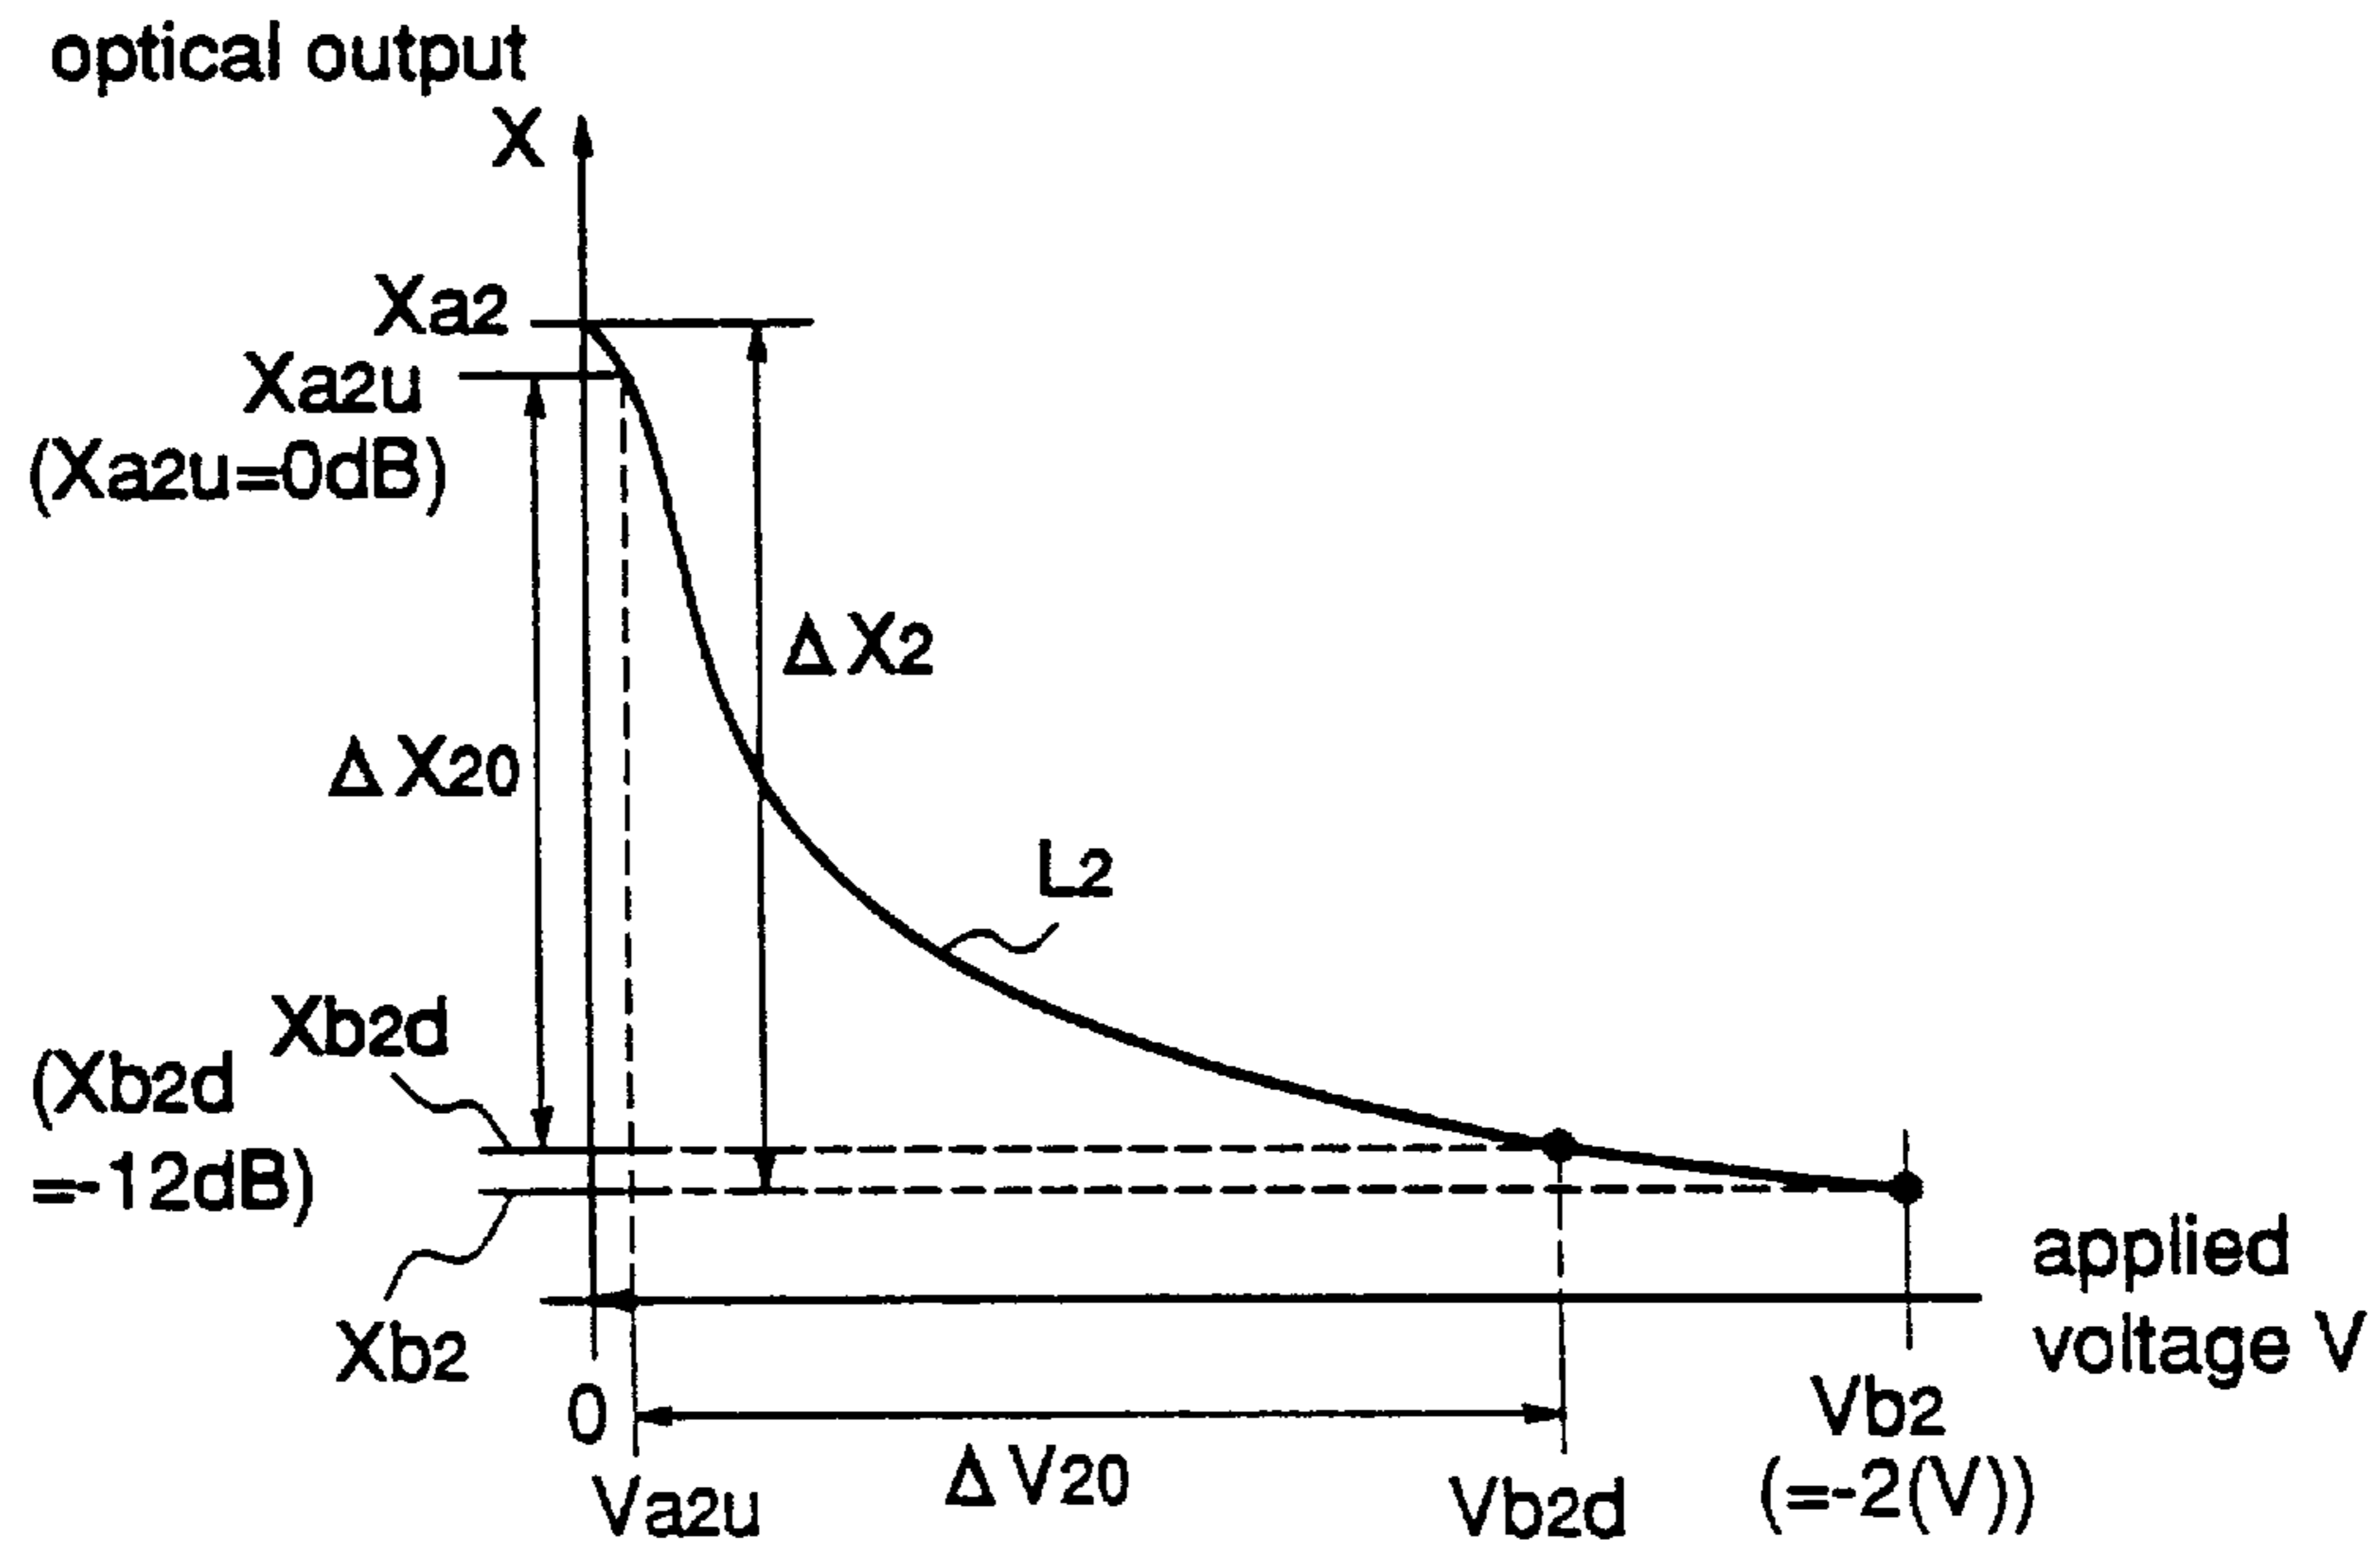 optical output
X
Xa2
Xa2u
(Xa2u=0dB)
ΔX2
ΔX20
L2
Xb2d
(Xb2d
=-12dB)
Xb2
applied
voltage V
0
Va2u
ΔV20
Vb2d
Vb2
(=-2(V))